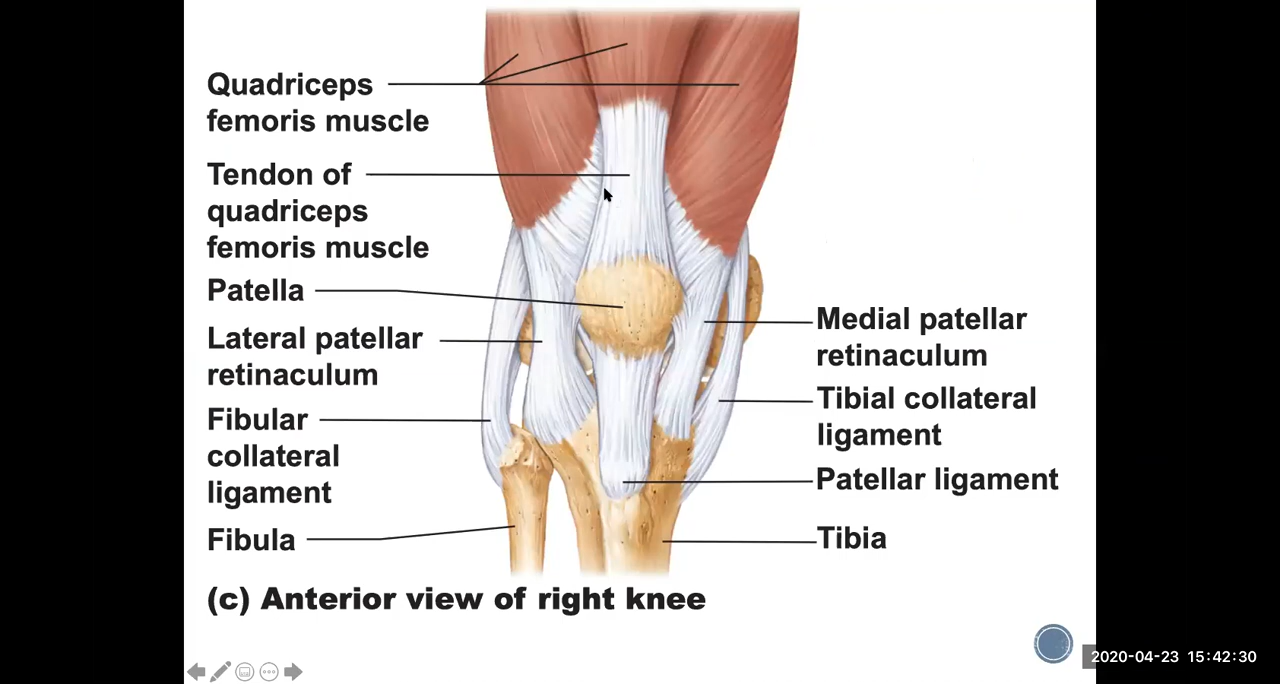 Quadriceps
femoris muscle
Tendon of
quadriceps
femoris muscle
Patella
Lateral patellar
retinaculum
Fibular
collateral
ligament
Fibula
Medial patellar
retinaculum
Tibial collateral
ligament
Patellar ligament
Tibia
(c) Anterior view of right knee
2020-04-23 15:42:30